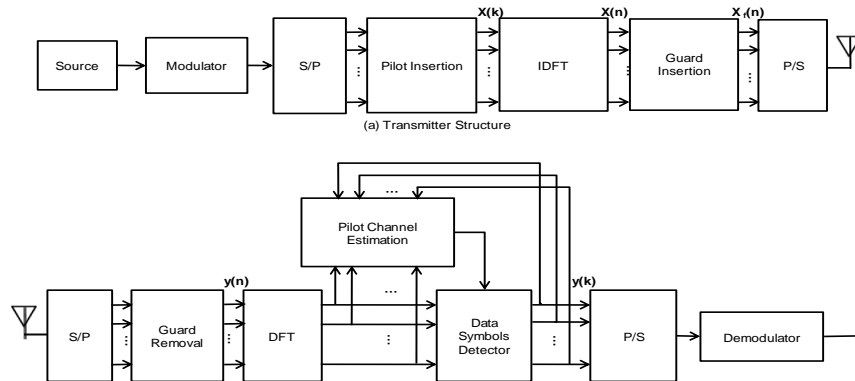 X(k)
X(n)
X f(n)
Source
Modulator
S/P
Pilot Insertion
...
IDFT
Guard
Insertion
P/S
(a) Transmitter Structure
...
Pilot Channel
Estimation
y(n)
...
y(k)
S/P
Guard
Removal
DFT
...
Data
Symbols
Detector
P/S
Demodulator